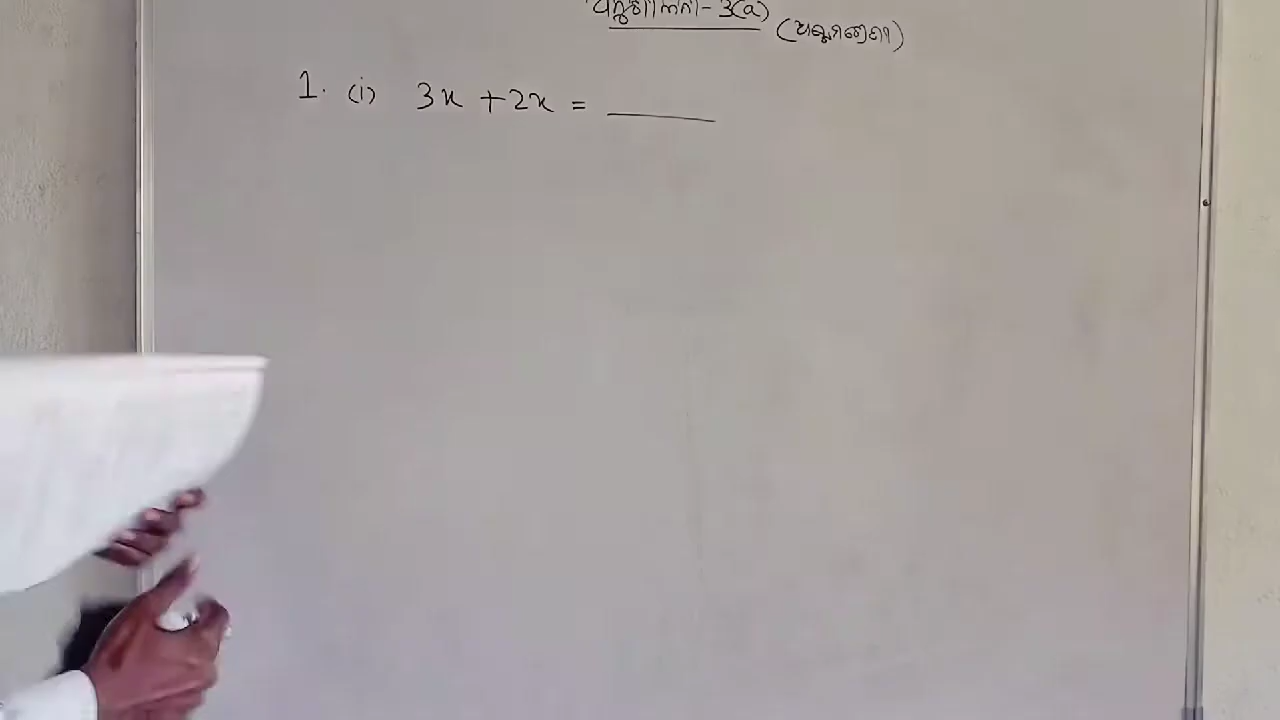 ଅନୁଶୀଳନୀ - 3(a)
1. (i) 3x + 2x = ______